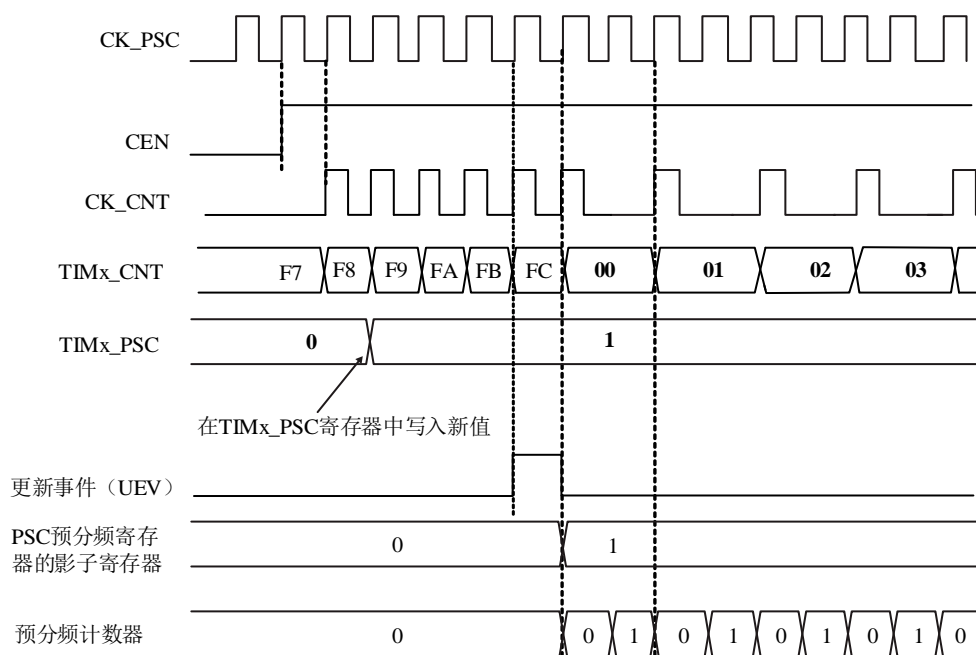 CK_PSC
CEN
CK_CNT
TIMx_CNT F7 F8 F9 FA FB FC 00 01 02 03
TIMx_PSC 0 1
在TIMx_PSC寄存器中写入新值
更新事件（UEV）
PSC预分频寄存
器的影子寄存器 0 1
预分频计数器 0 0 1 0 1 0 1 0 1 0